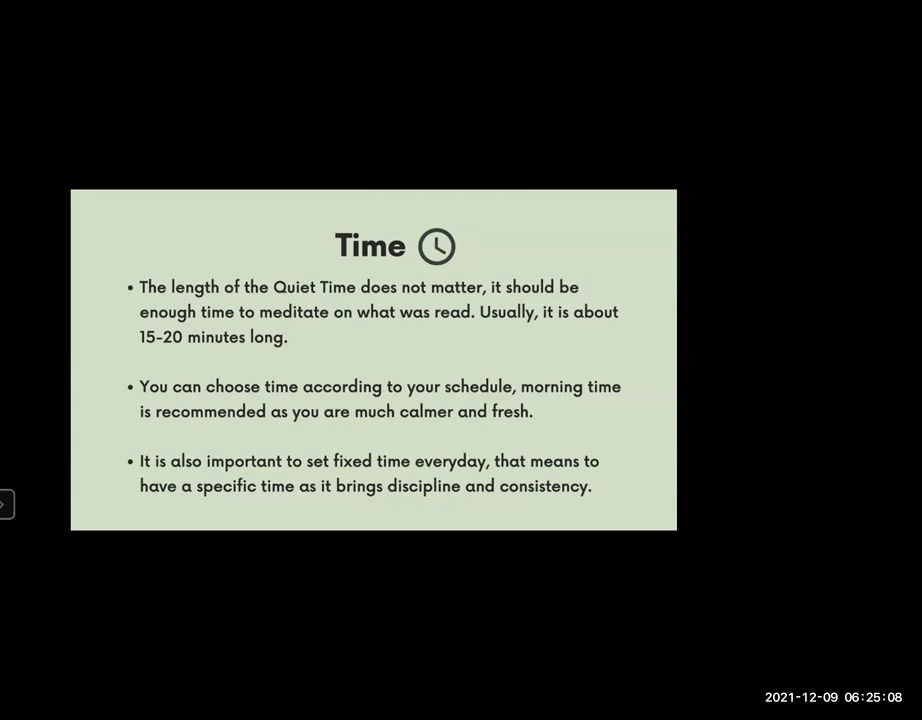 Time
• The length of the Quiet Time does not matter, it should be
enough time to meditate on what was read. Usually, it is about
15-20 minutes long.
• You can choose time according to your schedule, morning time
is recommended as you are much calmer and fresh.
• It is also important to set fixed time everyday, that means to
have a specific time as it brings discipline and consistency.
2021-12-09 06:25:08